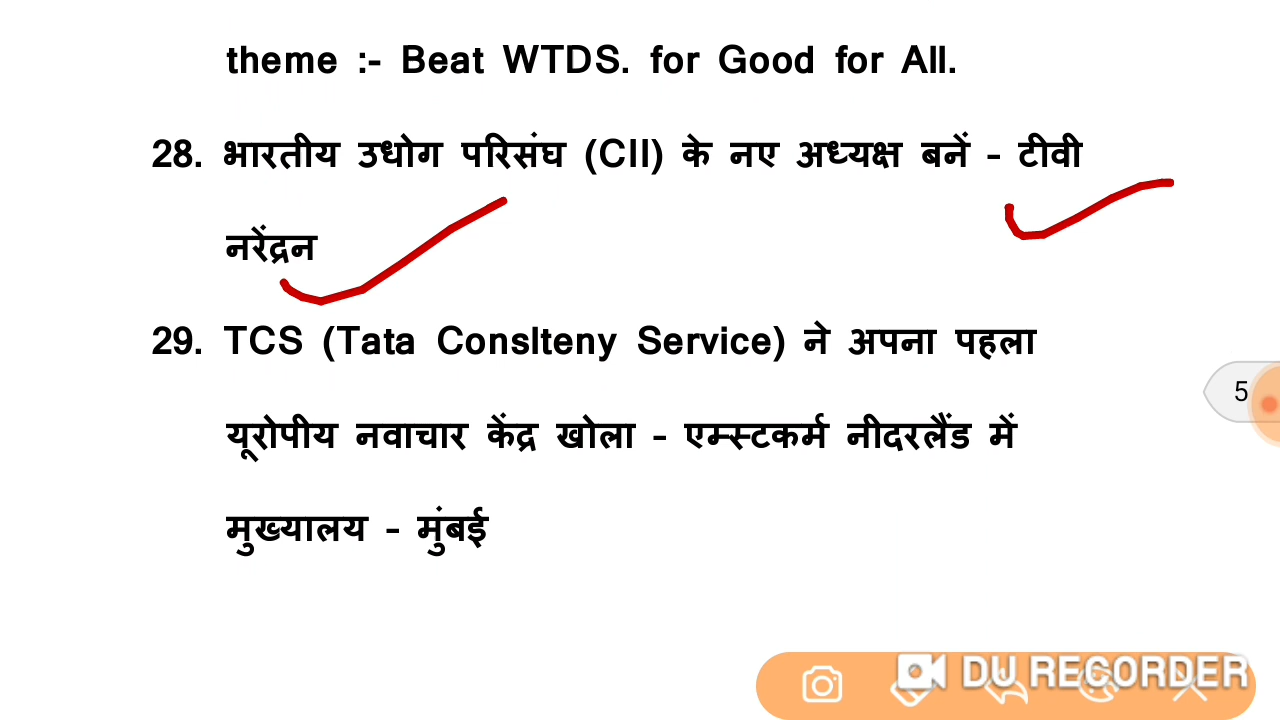 theme :- Beat WTDS. for Good for All.
28. भारतीय उधोग परिसंघ (CII) के नए अध्यक्ष बनें - टीवी
नरेंद्रन
29. TCS (Tata Conslteny Service) ने अपना पहला
यूरोपीय नवाचार केंद्र खोला - एम्स्टकर्म नीदरलैंड में
मुख्यालय - मुंबई
5
DU RECORDER